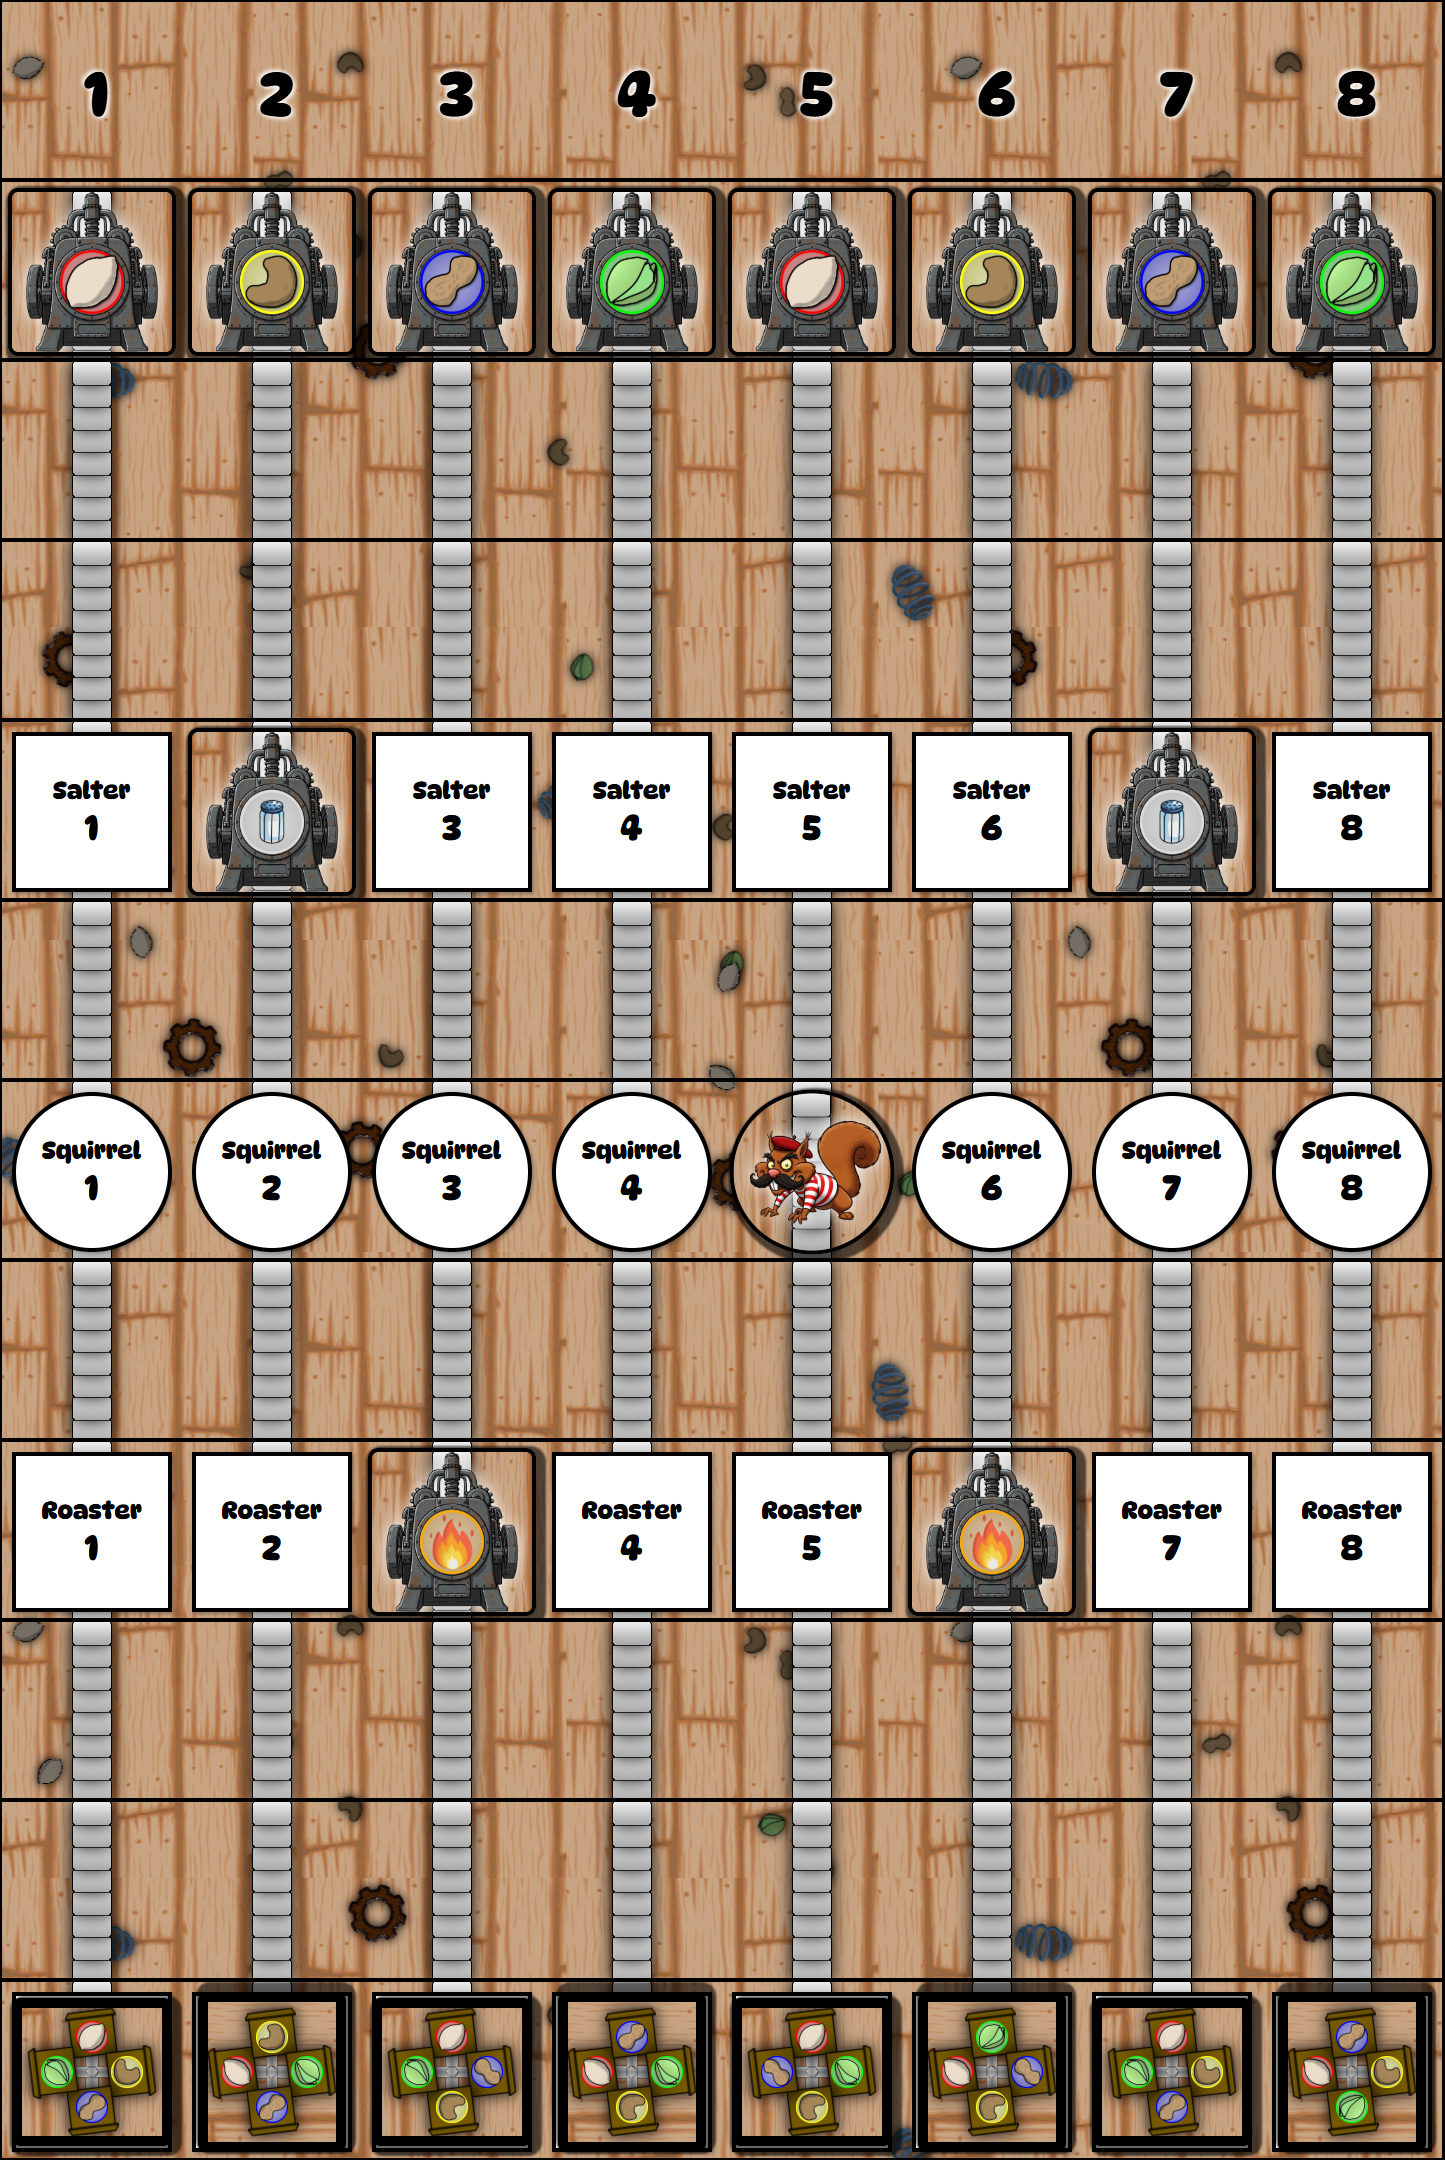 1 2 3 4 5 6 7 8
Salter Salter Salter Salter Salter Salter
1 3 4 5 6 8
Squirrel Squirrel Squirrel Squirrel Squirrel Squirrel Squirrel
1 2 3 4 6 7 8
Roaster Roaster Roaster Roaster Roaster Roaster
1 2 4 5 7 8